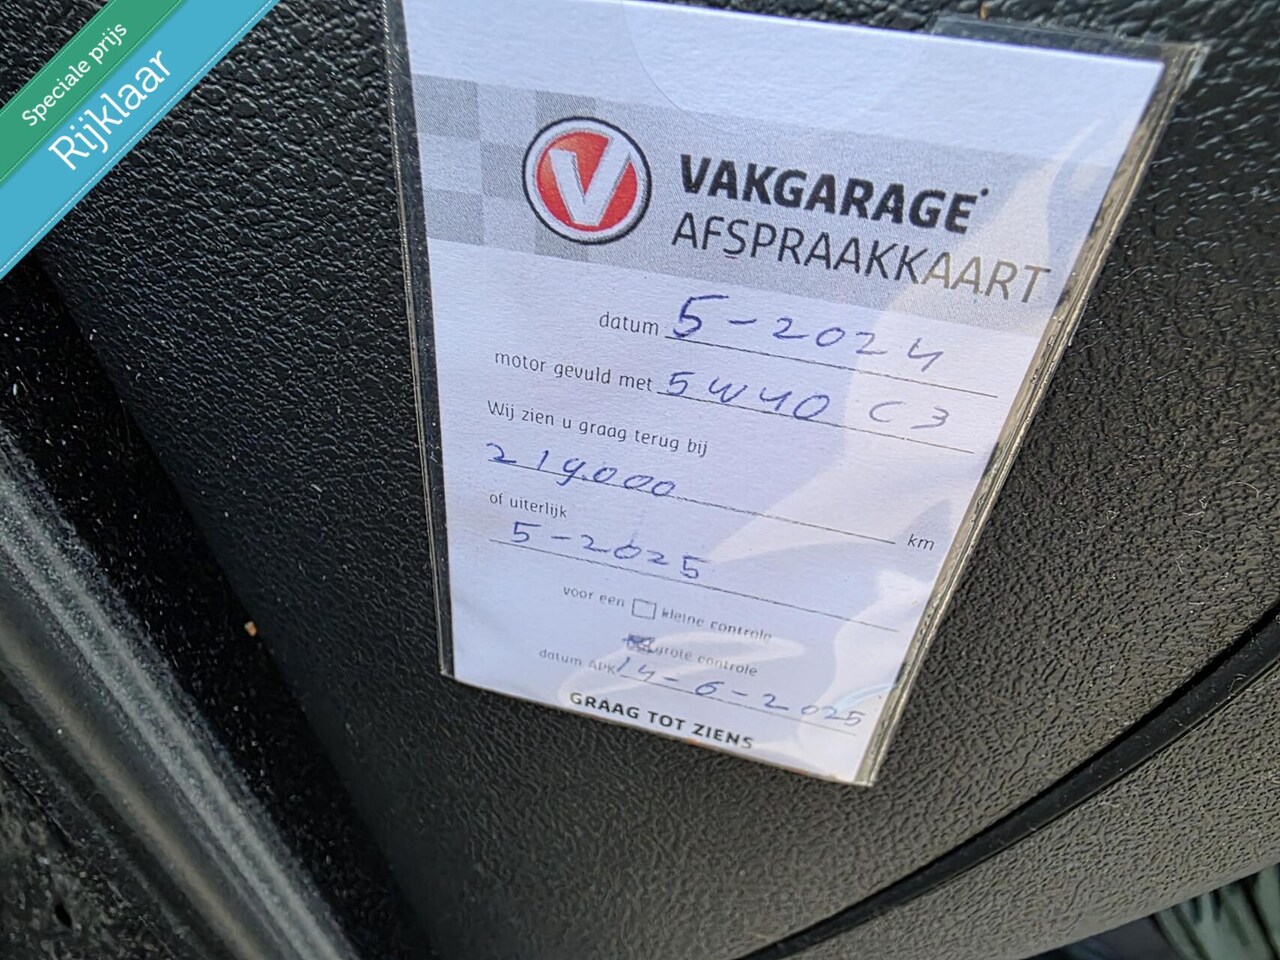 Speciale prijs
Rijklaar
V VAKGARAGE
AFSPRAAKKAART
datum 5-2024
motor gevuld met 5W40 C3
Wij zien u graag terug bij
219.000 km
of uiterlijk
5-2025
voor een kleine controle
grote controle
datum APK 14-6-2025
GRAAG TOT ZIENS